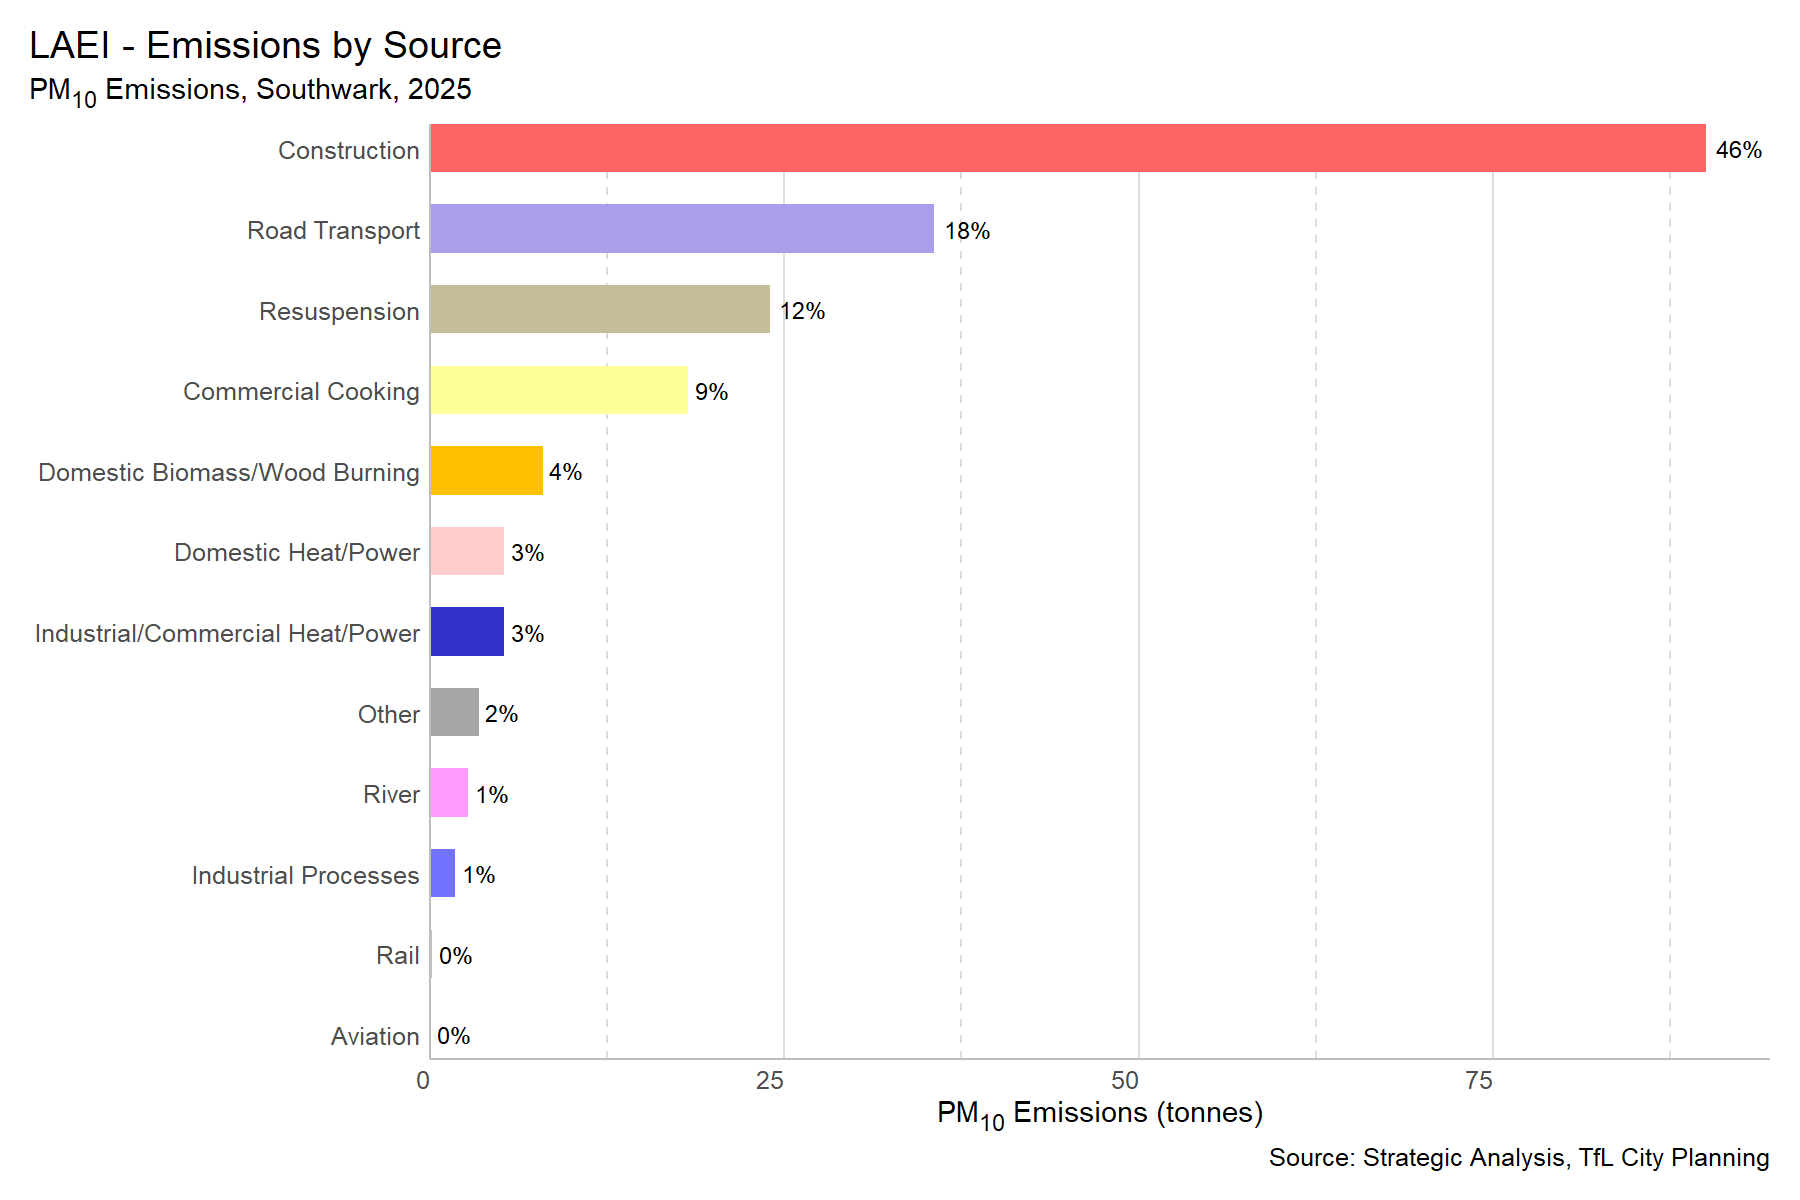 LAEI - Emissions by Source
PM10 Emissions, Southwark, 2025
Construction 46%
Road Transport 18%
Resuspension 12%
Commercial Cooking 9%
Domestic Biomass/Wood Burning 4%
Domestic Heat/Power 3%
Industrial/Commercial Heat/Power 3%
Other 2%
River 1%
Industrial Processes 1%
Rail 0%
Aviation 0%
0 25 50 75
PM10 Emissions (tonnes)
Source: Strategic Analysis, TfL City Planning